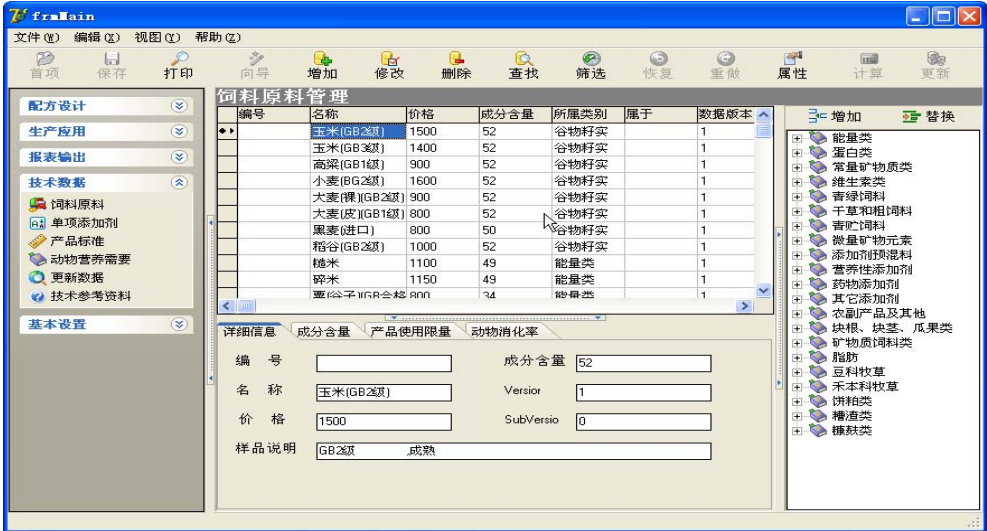 frmMain
文件(W) 编辑(X) 视图(Y) 帮助(Z)
首项 保存 打印 向导 增加 修改 删除 查找 筛选 恢复 重做 属性 计算 更新
配方设计
生产应用
报表输出
技术数据
饲料原料
单项添加剂
产品标准
动物营养需要
更新数据
技术参考资料
基本设置
饲料原料管理
编号 名称 价格 成分含量 所属类别 属于 数据版本
玉米(GB2级) 1500 52 谷物籽实 1
玉米(GB3级) 1400 52 谷物籽实 1
高粱(GB1级) 900 52 谷物籽实 1
小麦(BG2级) 1600 52 谷物籽实 1
大麦(裸)(GB2级) 900 52 谷物籽实 1
大麦(皮)(GB1级) 800 52 谷物籽实 1
黑麦(进口) 800 50 谷物籽实 1
稻谷(GB2级) 1000 52 谷物籽实 1
糙米 1100 49 能量类 1
碎米 1150 49 能量类 1
粟(谷子)(GB合格 800 34 能量类 1
详细信息 成分含量 产品使用限量 动物消化率
编 号 成分含量 52
名 称 玉米(GB2级) Versior 1
价 格 1500 SubVersio 0
样品说明 GB2级 ,成熟
增加 替换
能量类
蛋白类
常量矿物质类
维生素类
青绿饲料
干草和粗饲料
青贮饲料
微量矿物元素
添加剂预混料
营养性添加剂
药物添加剂
其它添加剂
农副产品及其他
块根、块茎、瓜果类
矿物质饲料类
脂肪
豆科牧草
禾本科牧草
饼粕类
糟渣类
糠麸类